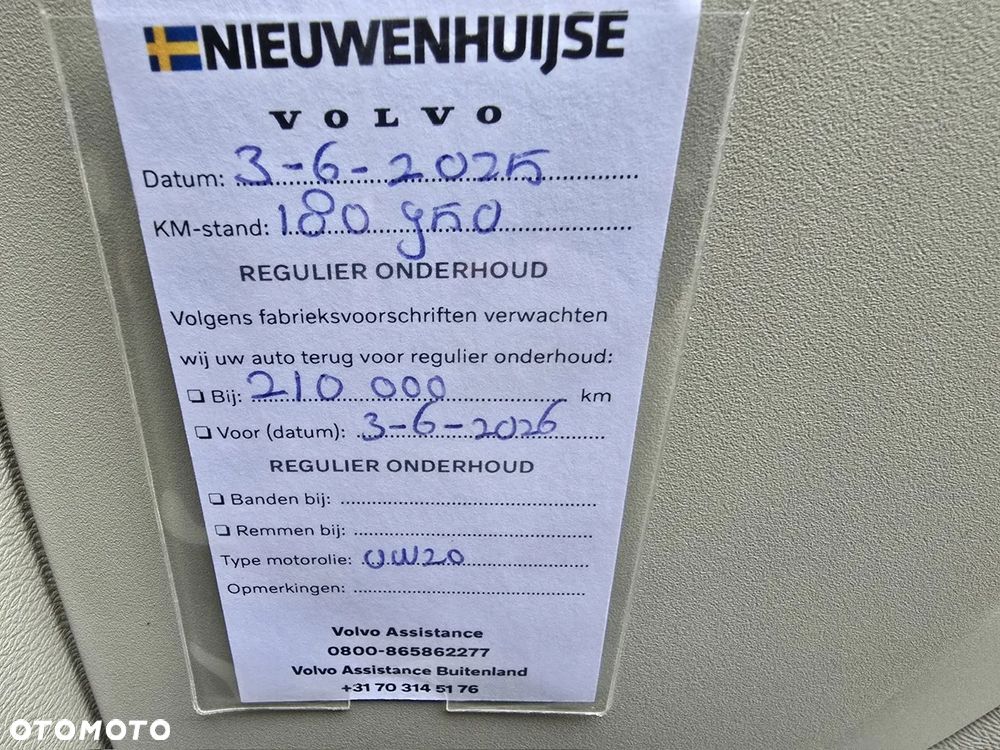 NIEUWENHUIJSE
VOLVO
Datum: 3-6-2025
KM-stand: 180 950
REGULIER ONDERHOUD
Volgens fabrieksvoorschriften verwachten
wij uw auto terug voor regulier onderhoud:
Bij: 210 000 km
Voor (datum): 3-6-2026
REGULIER ONDERHOUD
Banden bij:
Remmen bij:
Type motorolie: 0W20
Opmerkingen:
Volvo Assistance
0800-865862277
Volvo Assistance Buitenland
+31 70 314 51 76
OTOMOTO